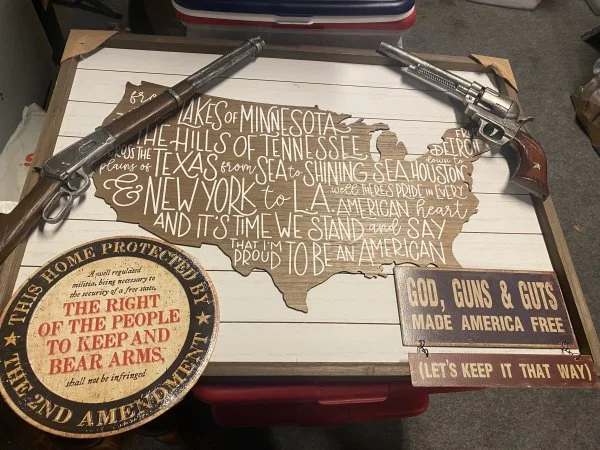 from
LAKES OF MINNESOTA
THE HILLS OF TENNESSEE
THE
plains of TEXAS from SEA to SHINING SEA
FROM
DETROIT
down to
HOUSTON
& NEW YORK to L.A.
well THERE'S PRIDE IN EVERY
AMERICAN heart
AND IT'S TIME WE STAND and SAY
THAT I'M
PROUD TO BE AN AMERICAN
THIS HOME PROTECTED BY
A well regulated
militia, being necessary to
the security of a free state,
THE RIGHT
OF THE PEOPLE
TO KEEP AND
BEAR ARMS,
shall not be infringed
★ THE 2ND AMENDMENT ★
GOD, GUNS & GUTS
MADE AMERICA FREE
(LET'S KEEP IT THAT WAY)